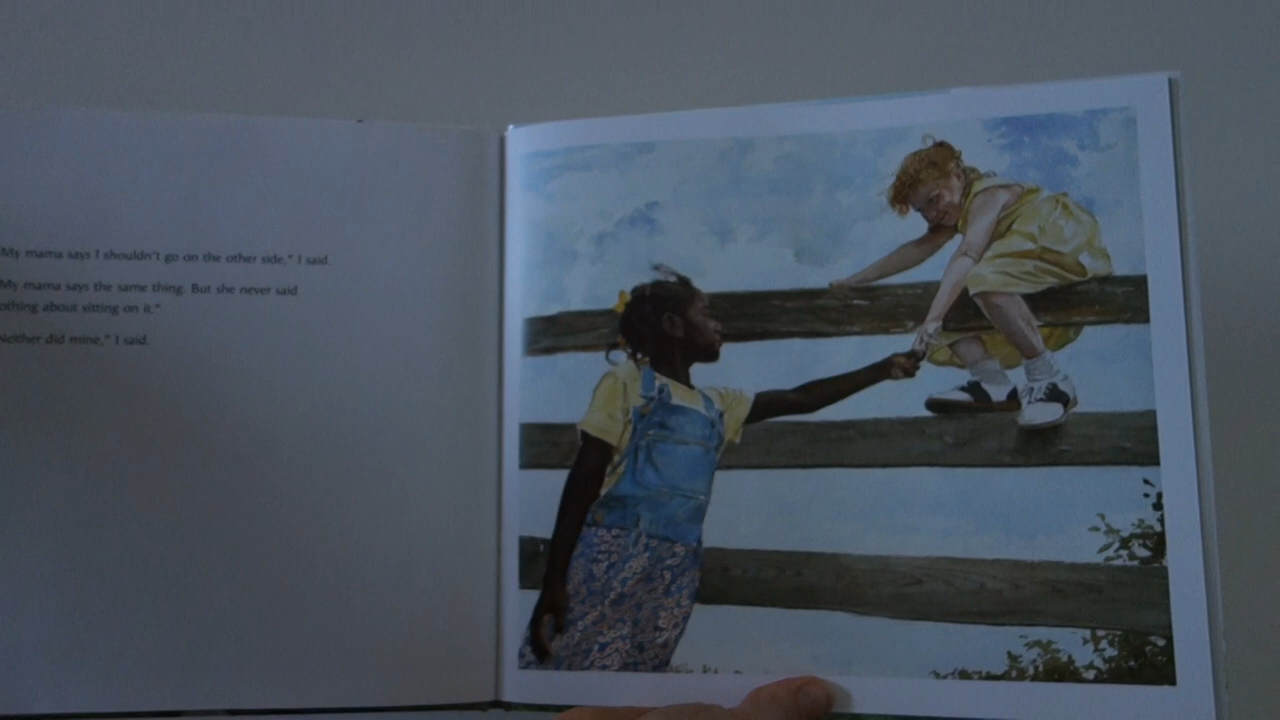 My mama says I shouldn't go on the other side," I said.
My mama says the same thing. But she never said
othing about sitting on it."
Neither did mine," I said.